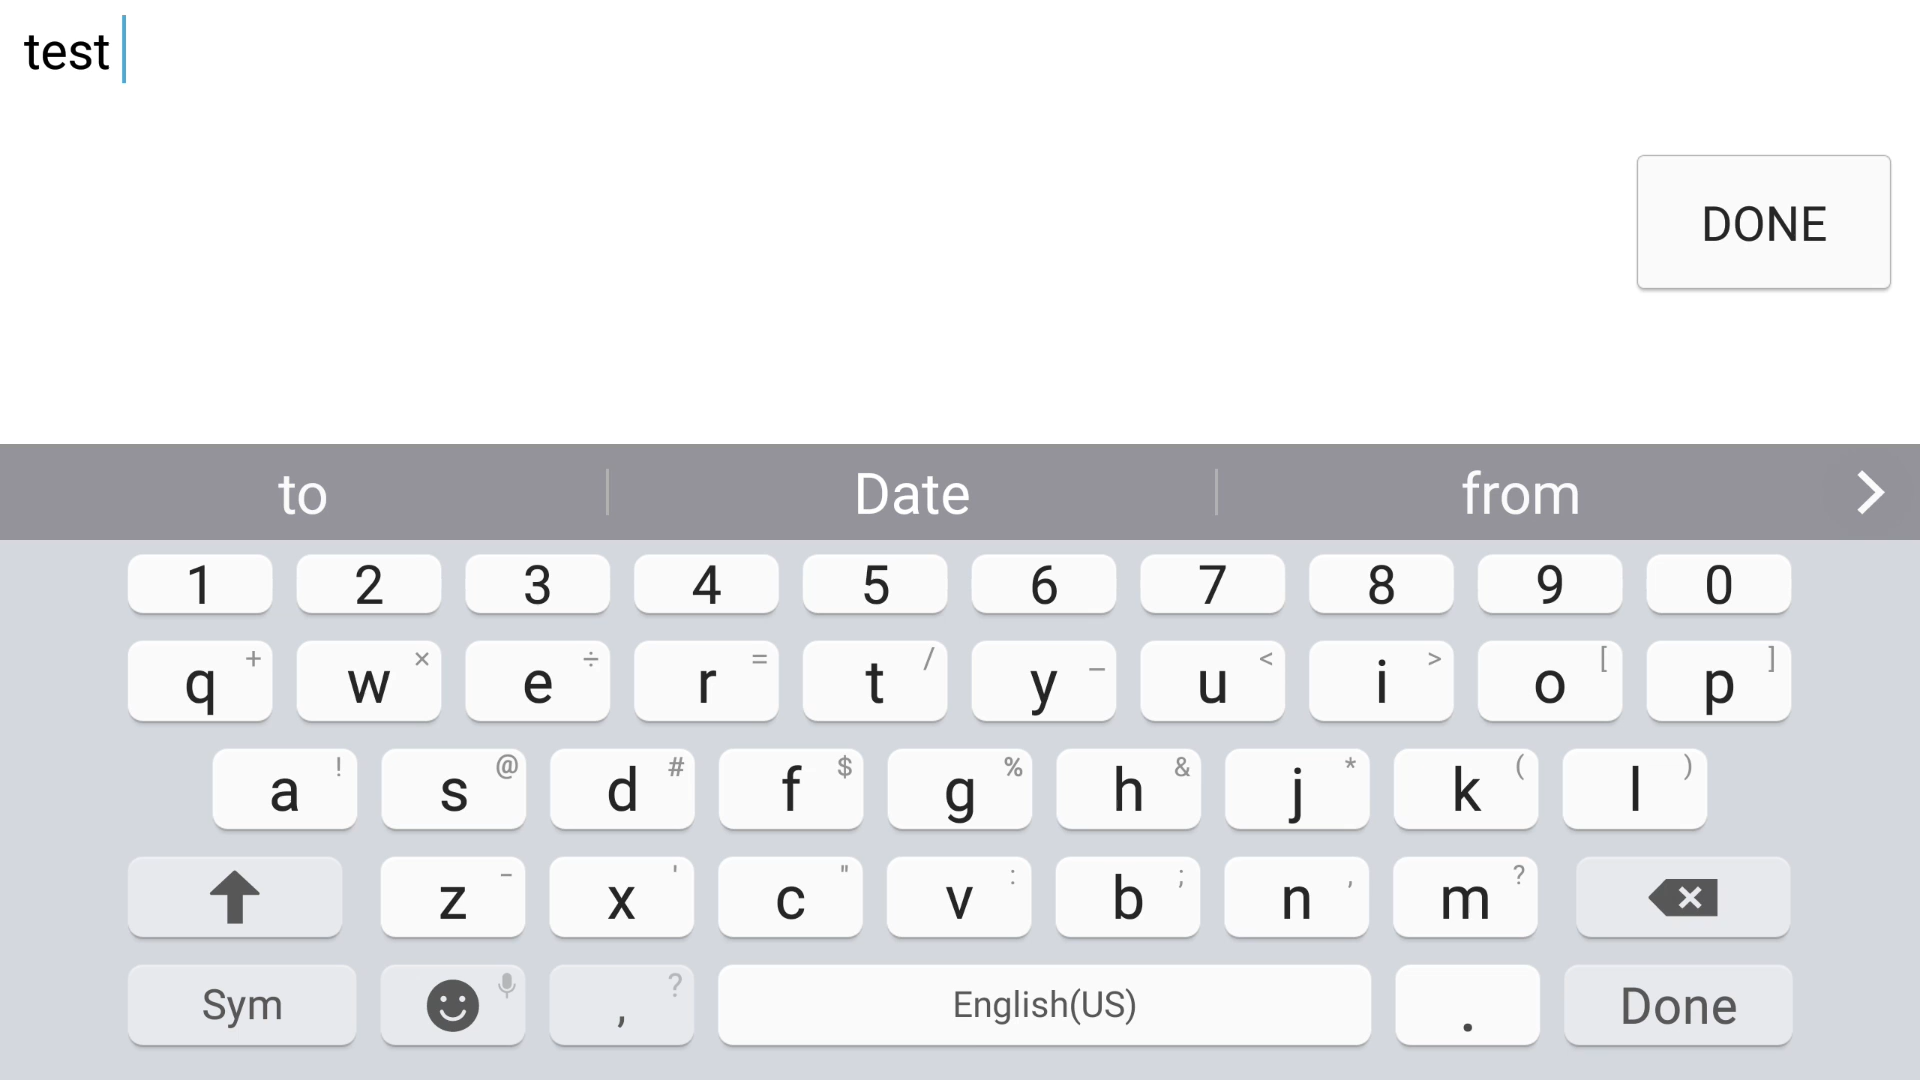 test
DONE
to Date from
1 2 3 4 5 6 7 8 9 0
q + w × e ÷ r = t / y _ u < i > o [ p ]
a ! s @ d # f $ g % h & j * k ( l )
z - x ' c " v : b ; n , m ?
Sym , ? English(US) . Done